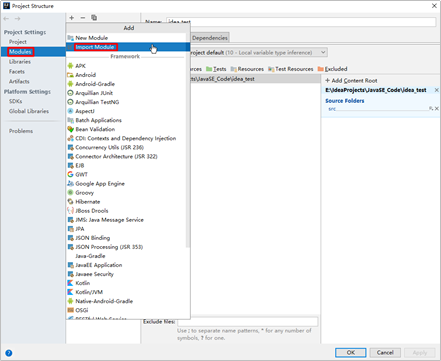 Project Structure
Add
Name: idea_test
Project Settings
Project
Modules
Libraries
Facets
Artifacts
Platform Settings
SDKs
Global Libraries
Problems
New Module
Import Module
Framework
APK
Android
Android-Gradle
Arquillian JUnit
Arquillian TestNG
AspectJ
Batch Applications
Bean Validation
CDI: Contexts and Dependency Injection
Concurrency Utils (JSR 236)
Connector Architecture (JSR 322)
EJB
GWT
Google App Engine
Groovy
Hibernate
JBoss Drools
JMS: Java Message Service
JPA
JSON Binding
JSON Processing (JSR 353)
Java-Gradle
JavaEE Application
Javaee Security
Kotlin
Kotlin/JVM
Native-Android-Gradle
OSGi
RESTful Web Service
Dependencies
project default (10 - Local variable type inference)
Tests
Resources
Test Resources
Excluded
ects\JavaSE_Code\idea_test
+ Add Content Root
E:\IdeaProjects\JavaSE_Code\idea_test
Source Folders
src
Exclude files:
Use ; to separate name patterns, * for any number of
symbols, ? for one.
OK
Cancel
Apply